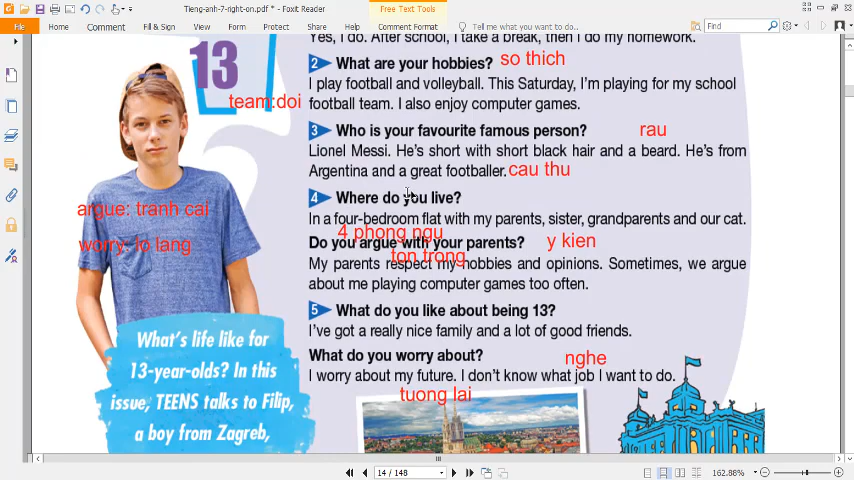 Tieng-anh-7-right-on.pdf * - Foxit Reader
Free Text Tools
File
Home
Comment
View
Form
Protect
Share
Help
Comment Format
Tell me what you want to do...
Find
Yes, I do. After school, I take a break, then I do my homework.
13
2 What are your hobbies? so thich
I play football and volleyball. This Saturday, I'm playing for my school
team:doi football team. I also enjoy computer games.
3 Who is your favourite famous person? rau
Lionel Messi. He's short with short black hair and a beard. He's from
Argentina and a great footballer. cau thu
4 Where do you live?
argue: tranh cai
In a four-bedroom flat with my parents, sister, grandparents and our cat.
4 phong ngu
Do you argue with your parents? y kien
worry: lo lang
ton trong
My parents respect my hobbies and opinions. Sometimes, we argue
about me playing computer games too often.
5 What do you like about being 13?
I've got a really nice family and a lot of good friends.
What do you worry about? nghe
I worry about my future. I don't know what job I want to do.
tuong lai
What's life like for
13-year-olds? In this
issue, TEENS talks to Filip,
a boy from Zagreb,
14 / 148
162.88%